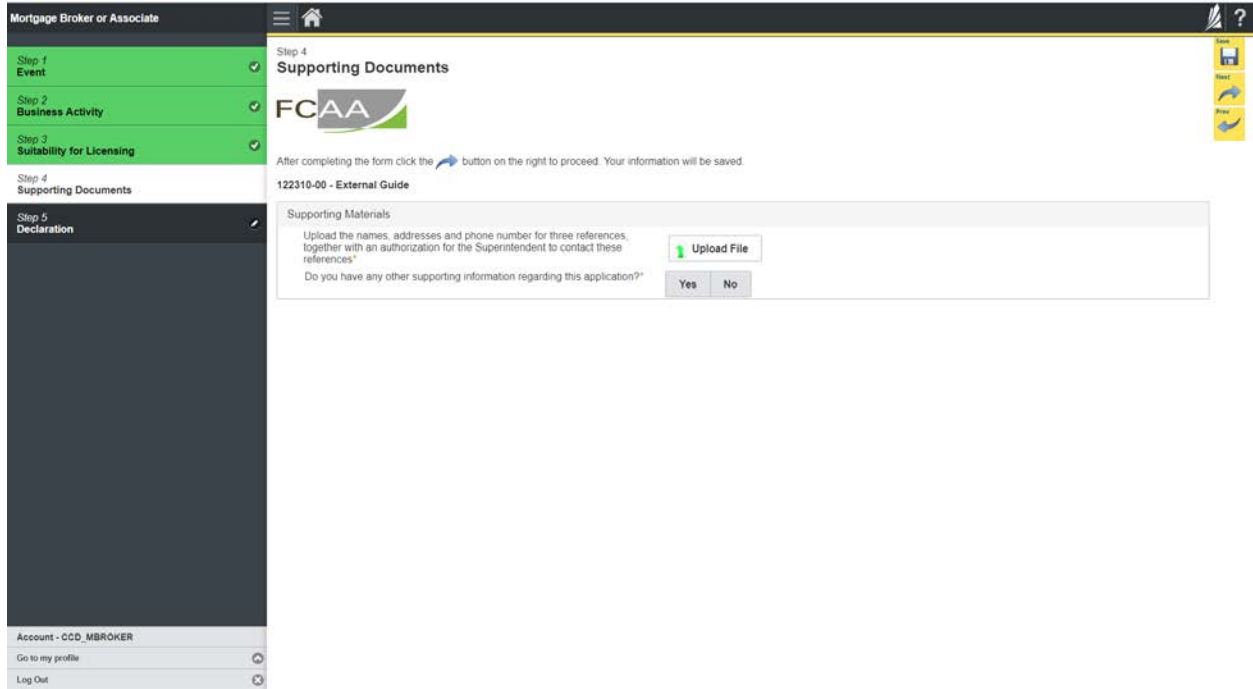 Mortgage Broker or Associate
?
Step 1
Event
Step 2
Business Activity
Step 3
Suitability for Licensing
Step 4
Supporting Documents
Step 5
Declaration
Account - CCD_MBROKER
Go to my profile
Log Out
Step 4
Supporting Documents
FCAA
After completing the form click the button on the right to proceed. Your information will be saved.
122310-00 - External Guide
Supporting Materials
Upload the names, addresses and phone number for three references,
together with an authorization for the Superintendent to contact these
references*
Upload File
Do you have any other supporting information regarding this application?*
Yes No
Save
Next
Prev